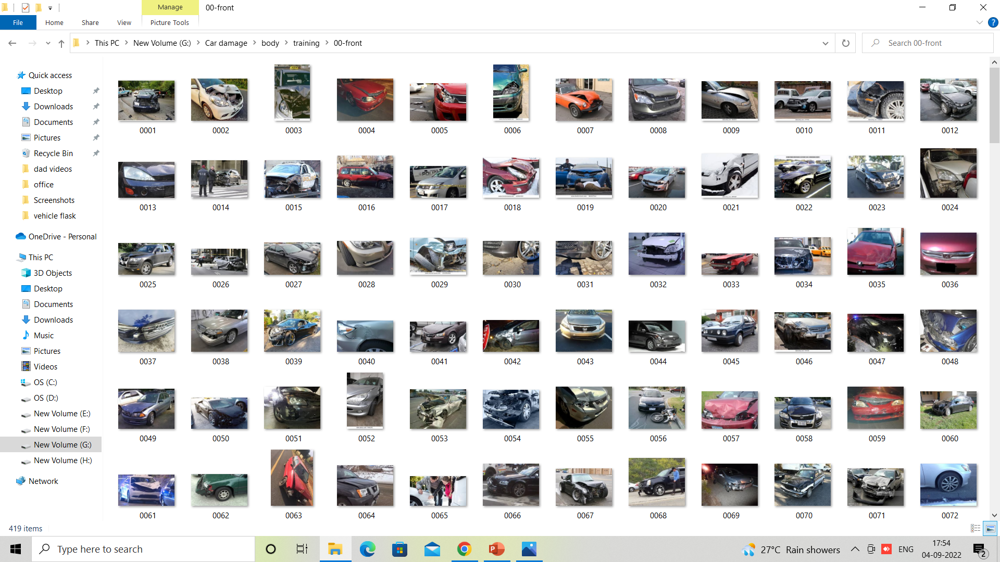 Manage
00-front
File
Home
Share
View
Picture Tools
This PC
New Volume (G:)
Car damage
body
training
00-front
Search 00-front
Quick access
Desktop
Downloads
Documents
Pictures
Recycle Bin
dad videos
office
Screenshots
vehicle flask
OneDrive - Personal
This PC
3D Objects
Desktop
Documents
Downloads
Music
Pictures
Videos
OS (C:)
OS (D:)
New Volume (E:)
New Volume (F:)
New Volume (G:)
New Volume (H:)
Network
0001 0002 0003 0004 0005 0006 0007 0008 0009 0010 0011 0012
0013 0014 0015 0016 0017 0018 0019 0020 0021 0022 0023 0024
0025 0026 0027 0028 0029 0030 0031 0032 0033 0034 0035 0036
0037 0038 0039 0040 0041 0042 0043 0044 0045 0046 0047 0048
0049 0050 0051 0052 0053 0054 0055 0056 0057 0058 0059 0060
0061 0062 0063 0064 0065 0066 0067 0068 0069 0070 0071 0072
419 items
Type here to search
27°C Rain showers
ENG
17:54
04-09-2022
2